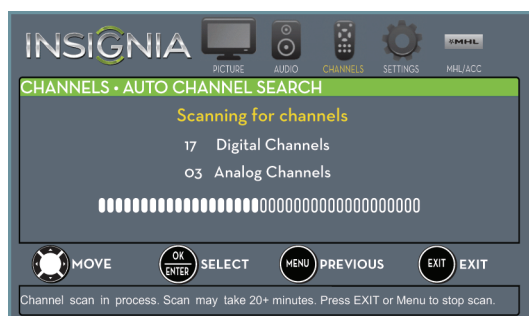 INSIGNIA
PICTURE AUDIO CHANNELS SETTINGS MHL/ACC
MHL
CHANNELS • AUTO CHANNEL SEARCH
Scanning for channels
17 Digital Channels
03 Analog Channels
MOVE OK/ENTER SELECT MENU PREVIOUS EXIT EXIT
Channel scan in process. Scan may take 20+ minutes. Press EXIT or Menu to stop scan.